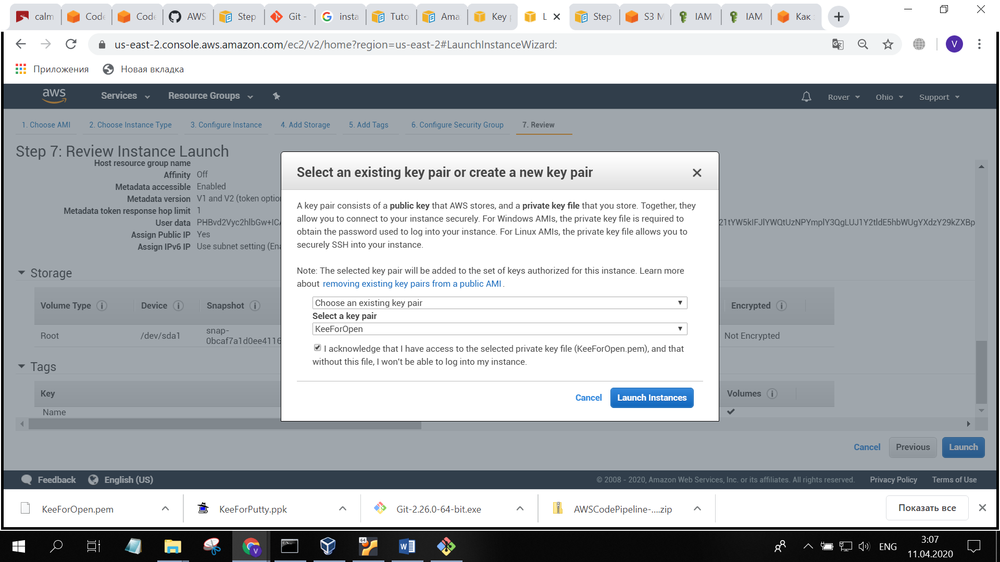 calm
Code
Code
AWS
Step
Git -
insta
Tuto
Ama
Key
L
Step
S3 M
IAM
IAM
Как
us-east-2.console.aws.amazon.com/ec2/v2/home?region=us-east-2#LaunchInstanceWizard:
V
Приложения
Новая вкладка
aws
Services
Resource Groups
Rover
Ohio
Support
1. Choose AMI
2. Choose Instance Type
3. Configure Instance
4. Add Storage
5. Add Tags
6. Configure Security Group
7. Review
Step 7: Review Instance Launch
Host resource group name
Affinity Off
Metadata accessible Enabled
Metadata version V1 and V2 (token option
Metadata token response hop limit 1
User data PHBvd2Vyc2hlbGw+IC
21tYW5kIFJlYWQtUzNPYmplY3QgLUJ1Y2tldE5hbWUgYXdzY29kZXBp
Assign Public IP Yes
Assign IPv6 IP Use subnet setting (Ena
Storage
Volume Type
Device
Snapshot
Encrypted
Root
/dev/sda1
snap-
0bcaf7a1d0ee4116
Not Encrypted
Tags
Key
Volumes
Name
Select an existing key pair or create a new key pair
A key pair consists of a public key that AWS stores, and a private key file that you store. Together, they
allow you to connect to your instance securely. For Windows AMIs, the private key file is required to
obtain the password used to log into your instance. For Linux AMIs, the private key file allows you to
securely SSH into your instance.
Note: The selected key pair will be added to the set of keys authorized for this instance. Learn more
about removing existing key pairs from a public AMI .
Choose an existing key pair
Select a key pair
KeeForOpen
I acknowledge that I have access to the selected private key file (KeeForOpen.pem), and that
without this file, I won't be able to log into my instance.
Cancel
Launch Instances
Cancel
Previous
Launch
Feedback
English (US)
© 2008 - 2020, Amazon Web Services, Inc. or its affiliates. All rights reserved.
Privacy Policy
Terms of Use
KeeForOpen.pem
KeeForPutty.ppk
Git-2.26.0-64-bit.exe
AWSCodePipeline-....zip
Показать все
V
64
ENG
3:07
11.04.2020